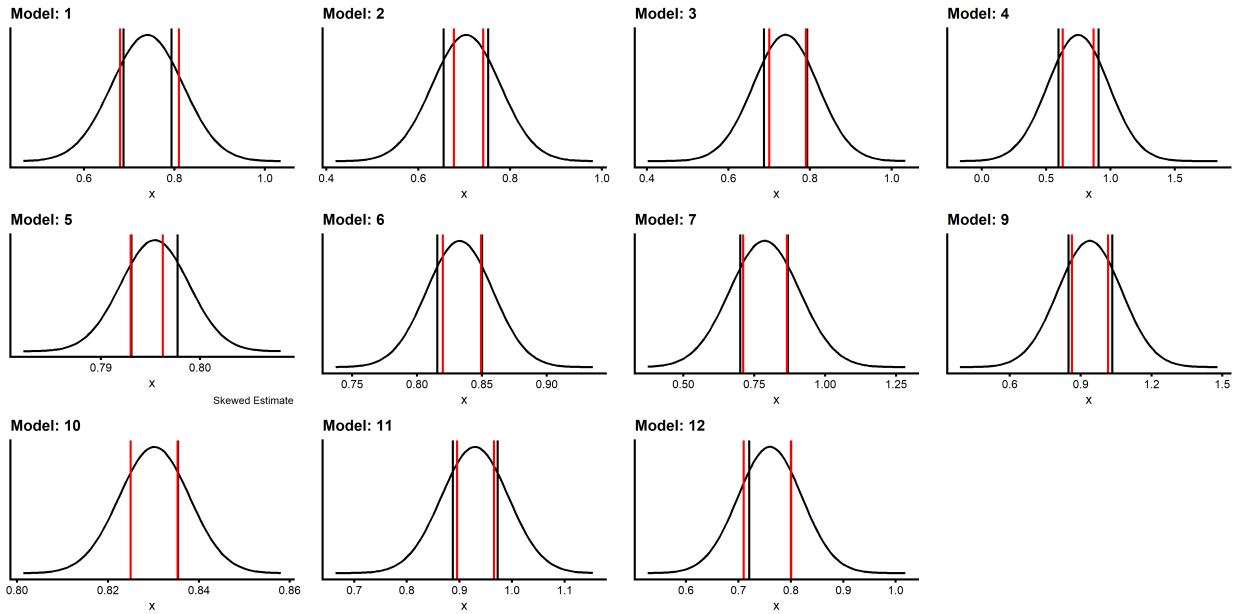 Model: 1
Model: 2
Model: 3
Model: 4
0.6 0.8 1.0
0.4 0.6 0.8 1.0
0.4 0.6 0.8 1.0
0.0 0.5 1.0 1.5
x
x
x
x
Model: 5
Model: 6
Model: 7
Model: 9
0.79 0.80
0.75 0.80 0.85 0.90
0.50 0.75 1.00 1.25
0.6 0.9 1.2 1.5
x
x
x
x
Skewed Estimate
Model: 10
Model: 11
Model: 12
0.80 0.82 0.84 0.86
0.7 0.8 0.9 1.0 1.1
0.6 0.7 0.8 0.9 1.0
x
x
x